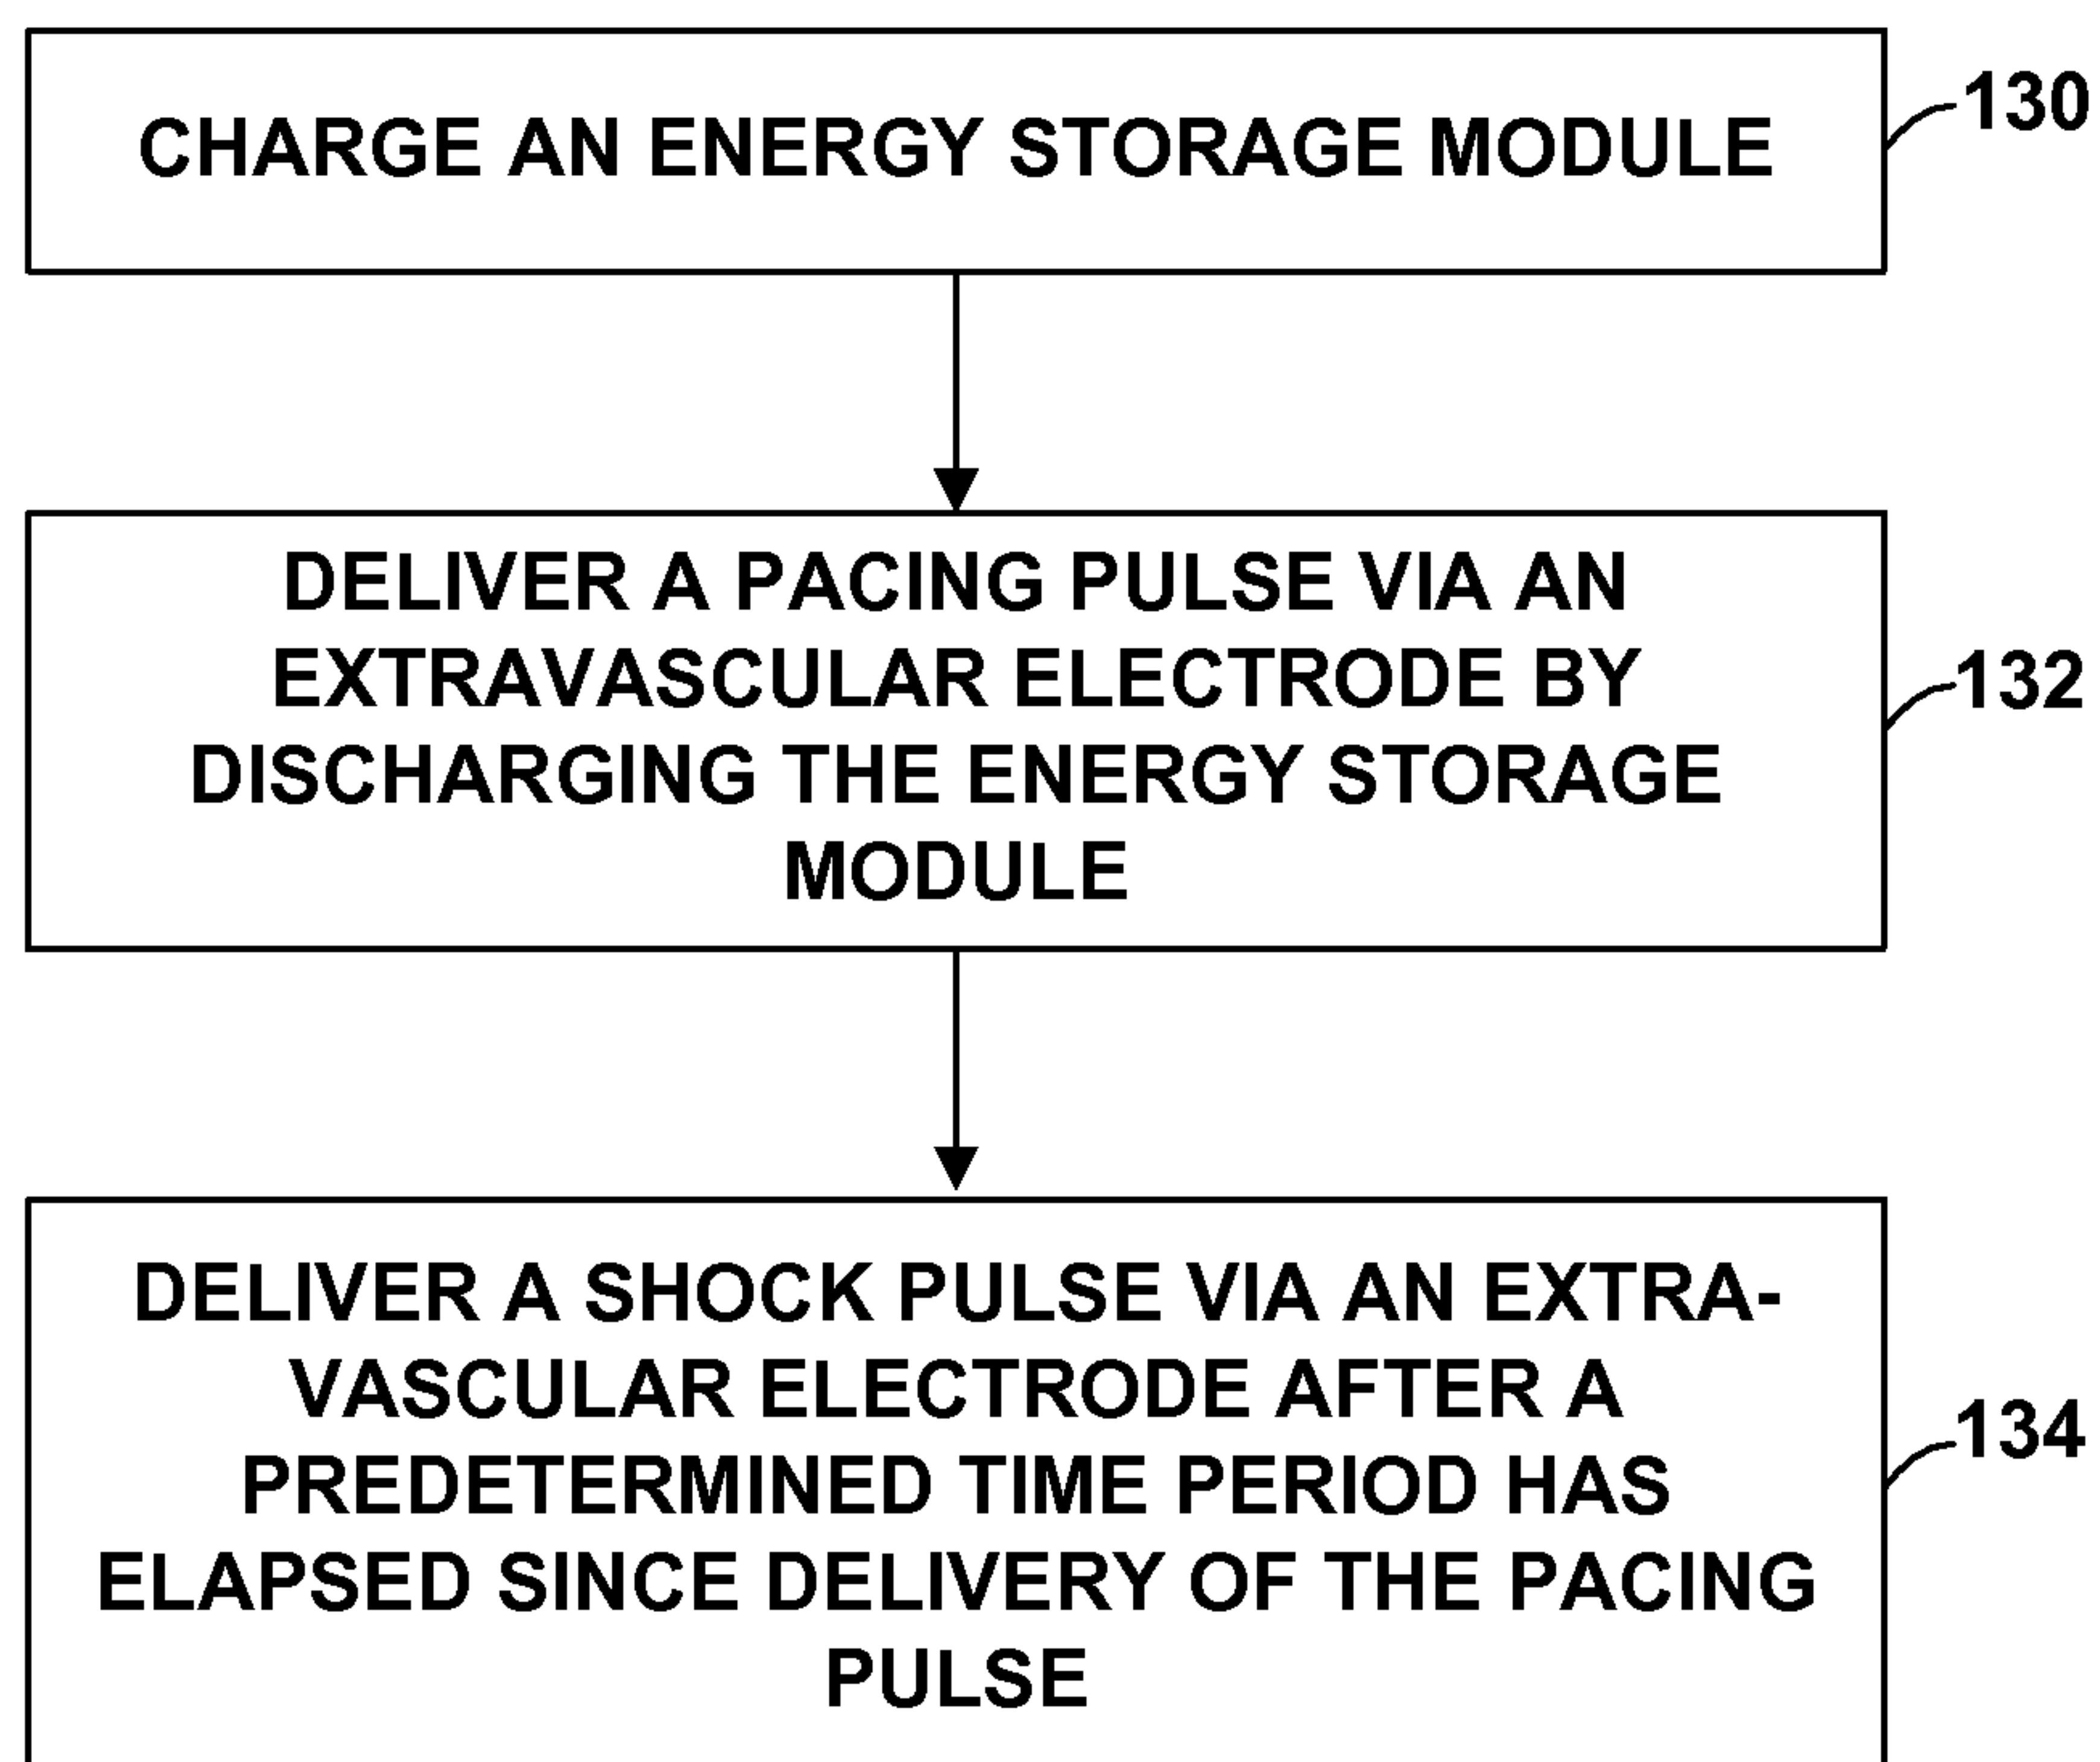 CHARGE AN ENERGY STORAGE MODULE
130
DELIVER A PACING PULSE VIA AN
EXTRAVASCULAR ELECTRODE BY
DISCHARGING THE ENERGY STORAGE
MODULE
132
DELIVER A SHOCK PULSE VIA AN EXTRA-
VASCULAR ELECTRODE AFTER A
PREDETERMINED TIME PERIOD HAS
ELAPSED SINCE DELIVERY OF THE PACING
PULSE
134